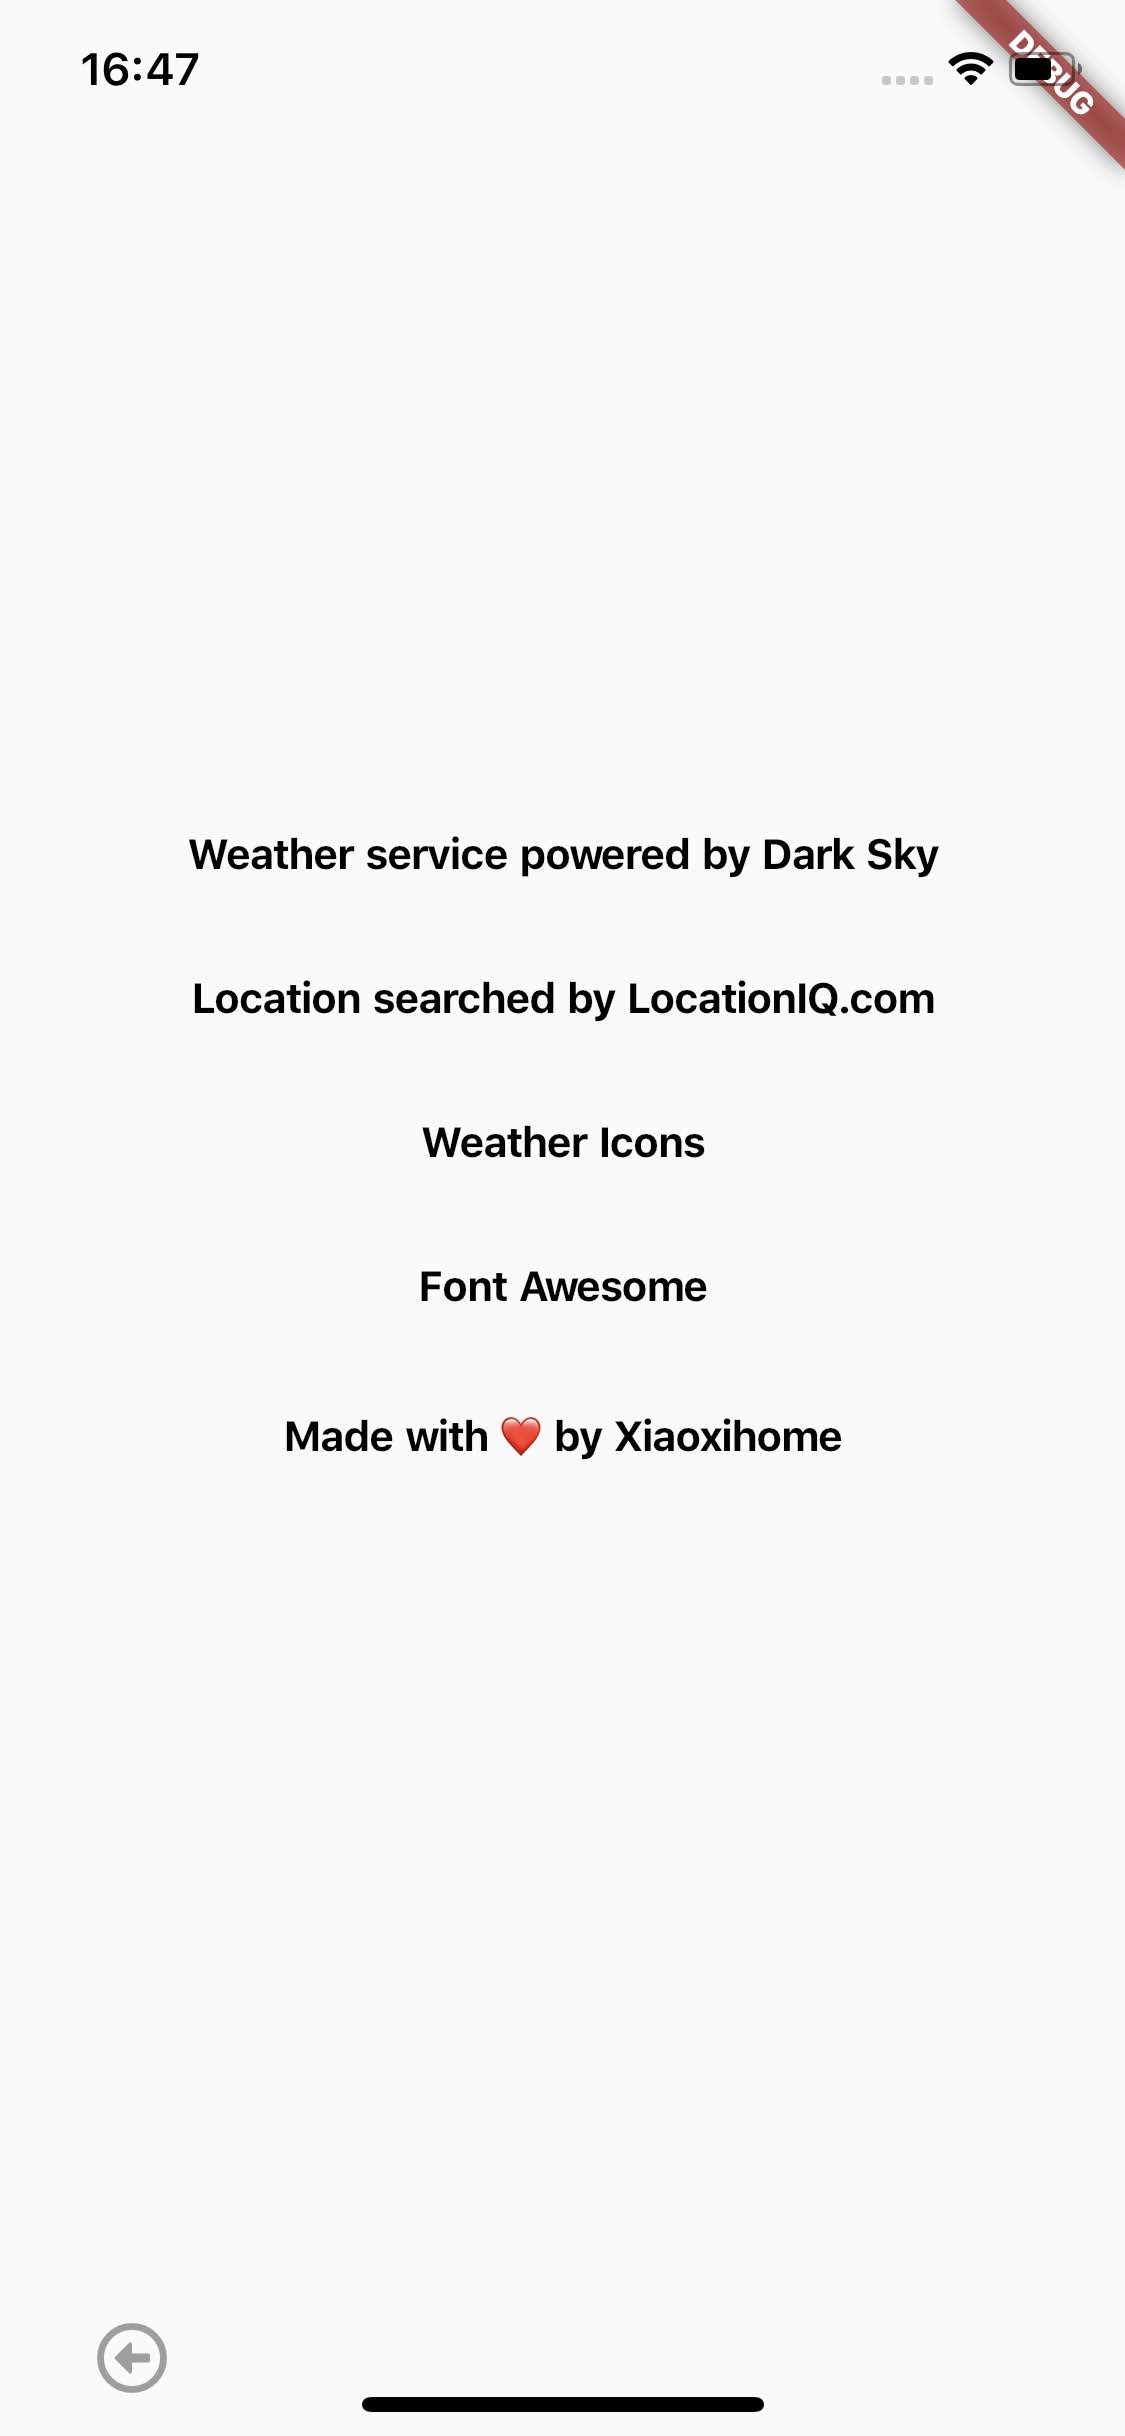 16:47
DEBUG
Weather service powered by Dark Sky
Location searched by LocationIQ.com
Weather Icons
Font Awesome
Made with ❤️ by Xiaoxihome